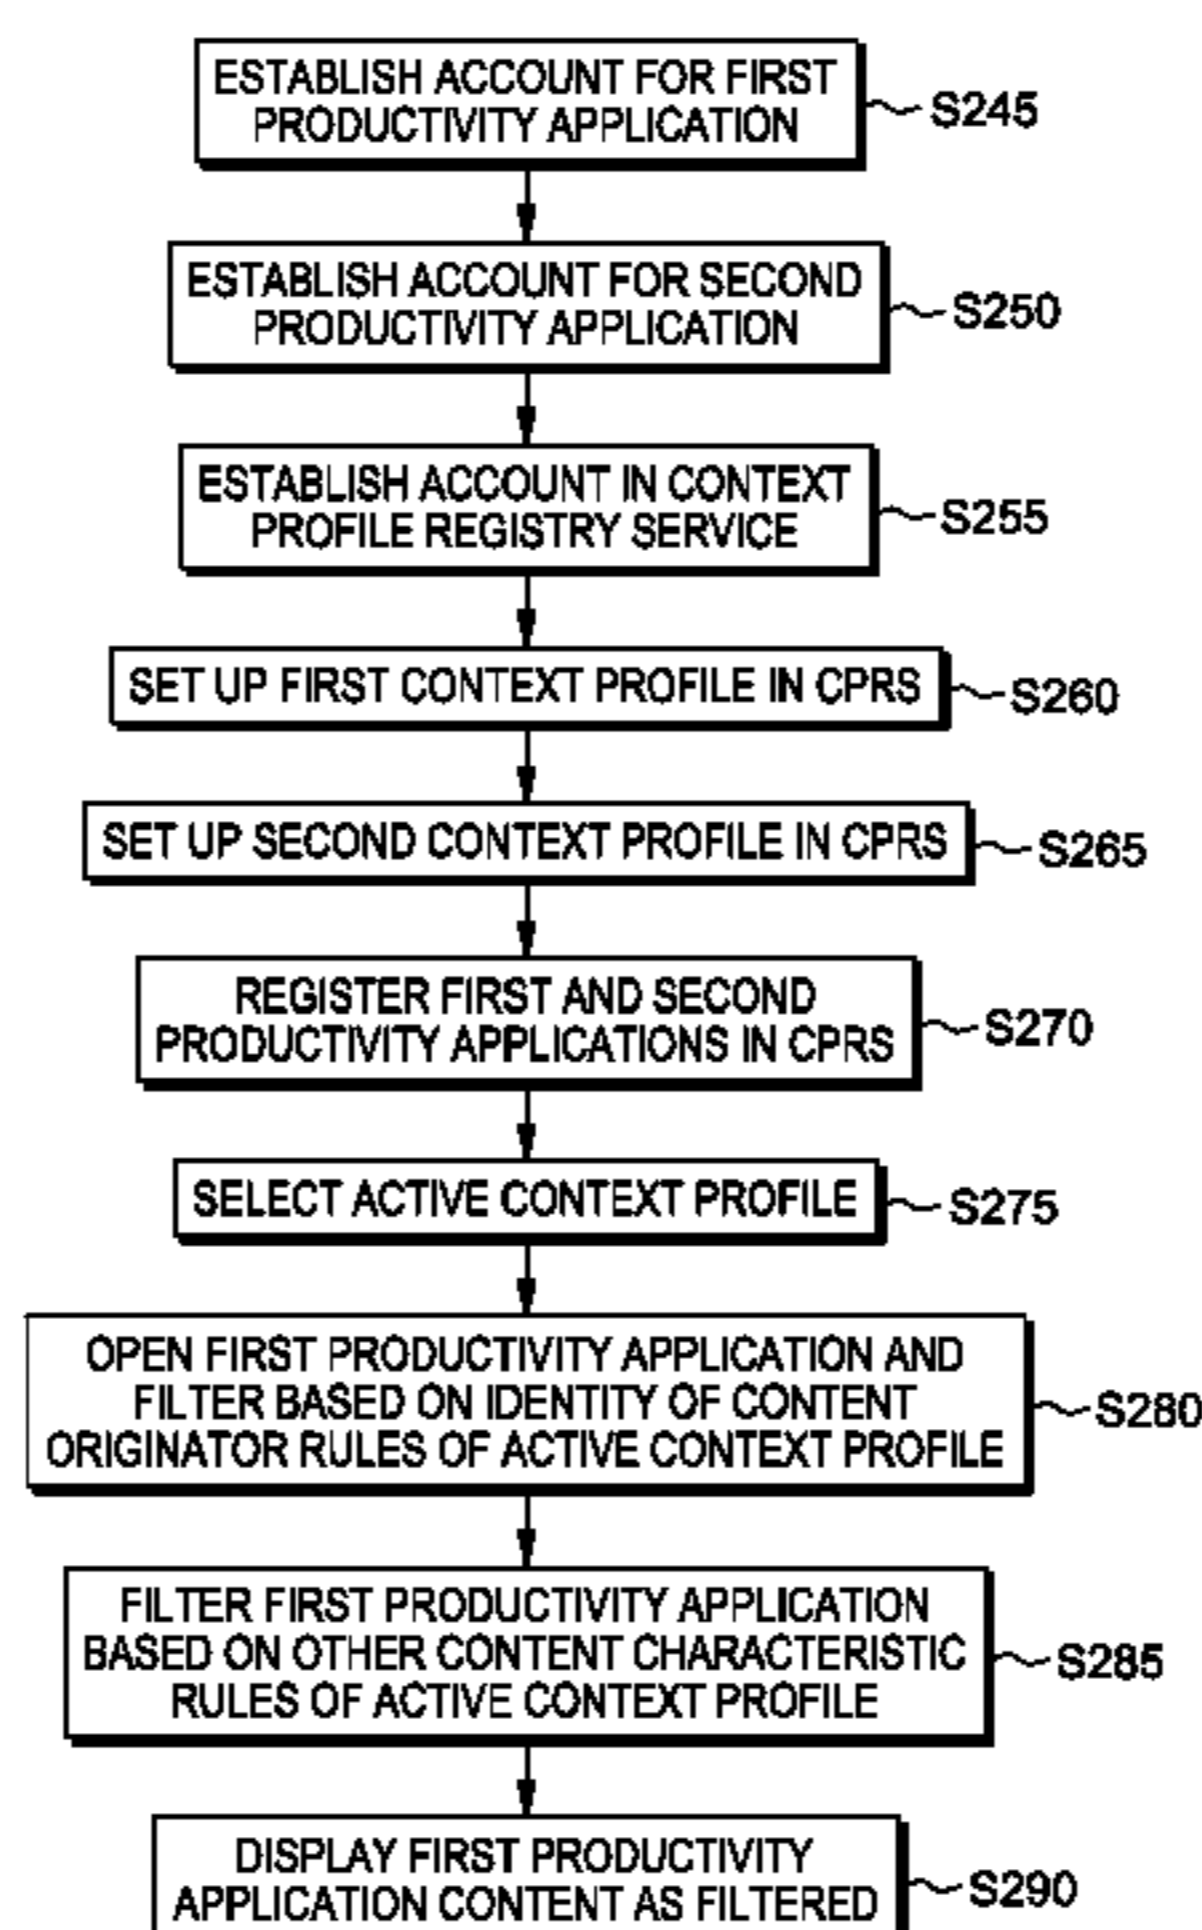 ESTABLISH ACCOUNT FOR FIRST
PRODUCTIVITY APPLICATION
S245
ESTABLISH ACCOUNT FOR SECOND
PRODUCTIVITY APPLICATION
S250
ESTABLISH ACCOUNT IN CONTEXT
PROFILE REGISTRY SERVICE
S255
SET UP FIRST CONTEXT PROFILE IN CPRS
S260
SET UP SECOND CONTEXT PROFILE IN CPRS
S265
REGISTER FIRST AND SECOND
PRODUCTIVITY APPLICATIONS IN CPRS
S270
SELECT ACTIVE CONTEXT PROFILE
S275
OPEN FIRST PRODUCTIVITY APPLICATION AND
FILTER BASED ON IDENTITY OF CONTENT
ORIGINATOR RULES OF ACTIVE CONTEXT PROFILE
S280
FILTER FIRST PRODUCTIVITY APPLICATION
BASED ON OTHER CONTENT CHARACTERISTIC
RULES OF ACTIVE CONTEXT PROFILE
S285
DISPLAY FIRST PRODUCTIVITY
APPLICATION CONTENT AS FILTERED
S290